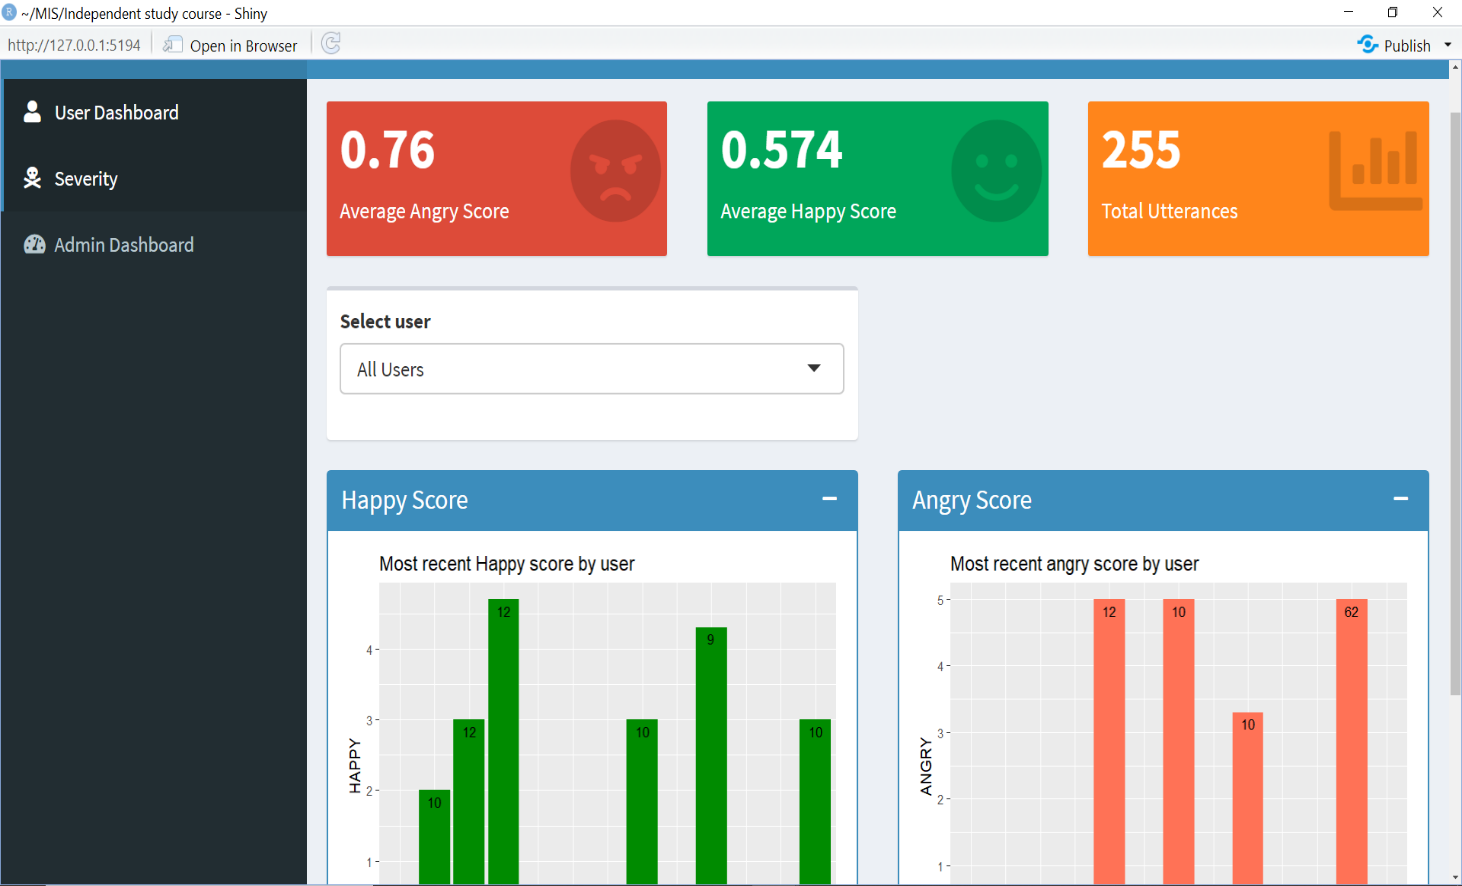 ~/MIS/Independent study course - Shiny
http://127.0.0.1:5194 Open in Browser Publish
User Dashboard
Severity
Admin Dashboard
0.76
Average Angry Score
0.574
Average Happy Score
255
Total Utterances
Select user
All Users
Happy Score
Most recent Happy score by user
HAPPY
4
3
2
1
10
12
12
10
9
10
Angry Score
Most recent angry score by user
ANGRY
5
4
3
2
1
12
10
10
62